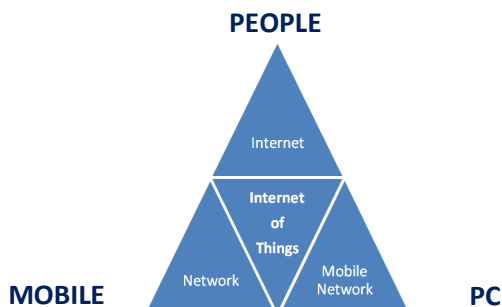 PEOPLE
Internet
Internet
of
Things
Network
Mobile
Network
MOBILE
PC